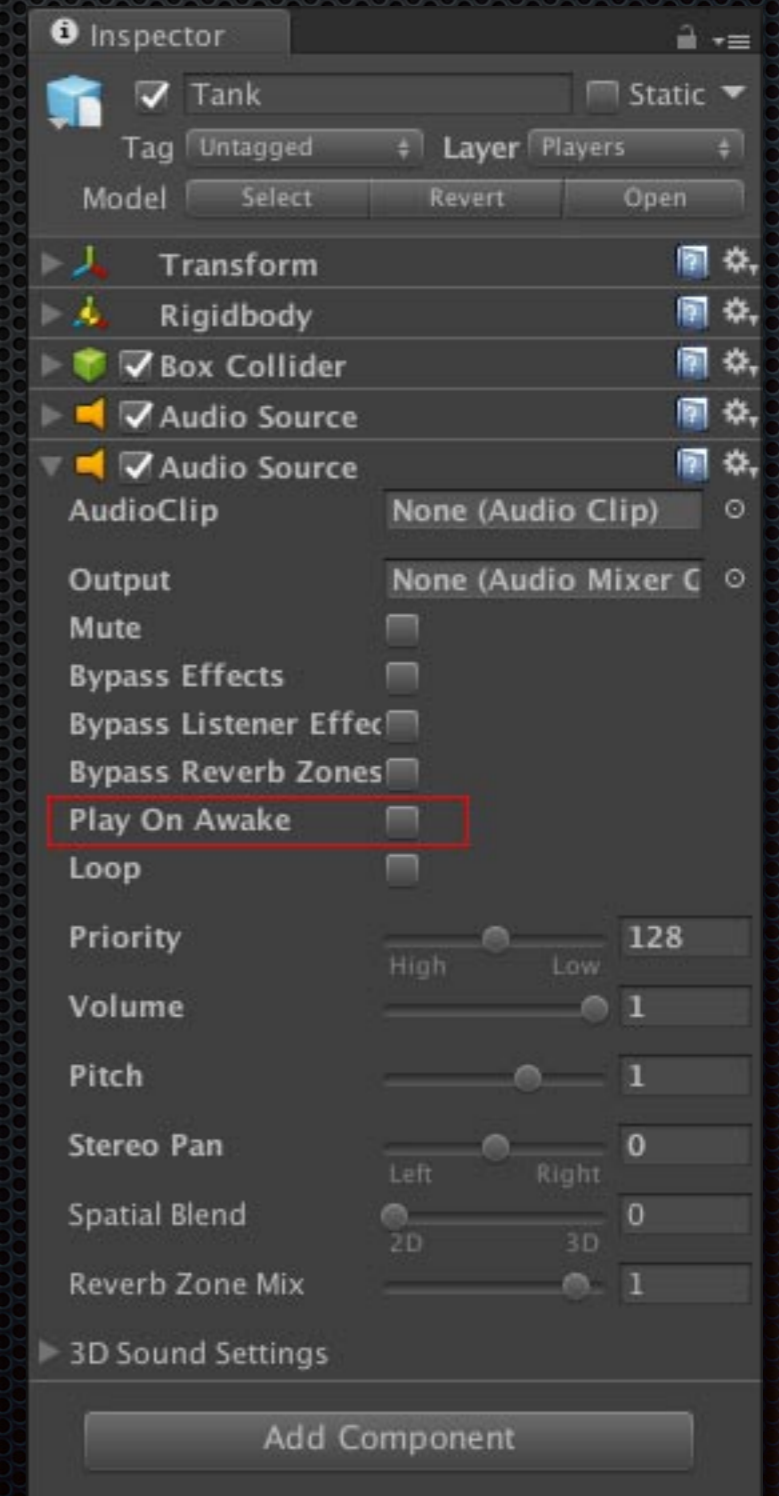 Inspector
Tank Static
Tag Untagged Layer Players
Model Select Revert Open
Transform
Rigidbody
Box Collider
Audio Source
Audio Source
AudioClip None (Audio Clip)
Output None (Audio Mixer G
Mute
Bypass Effects
Bypass Listener Effec
Bypass Reverb Zones
Play On Awake
Loop
Priority 128
High Low
Volume 1
Pitch 1
Stereo Pan 0
Left Right
Spatial Blend 0
2D 3D
Reverb Zone Mix 1
3D Sound Settings
Add Component